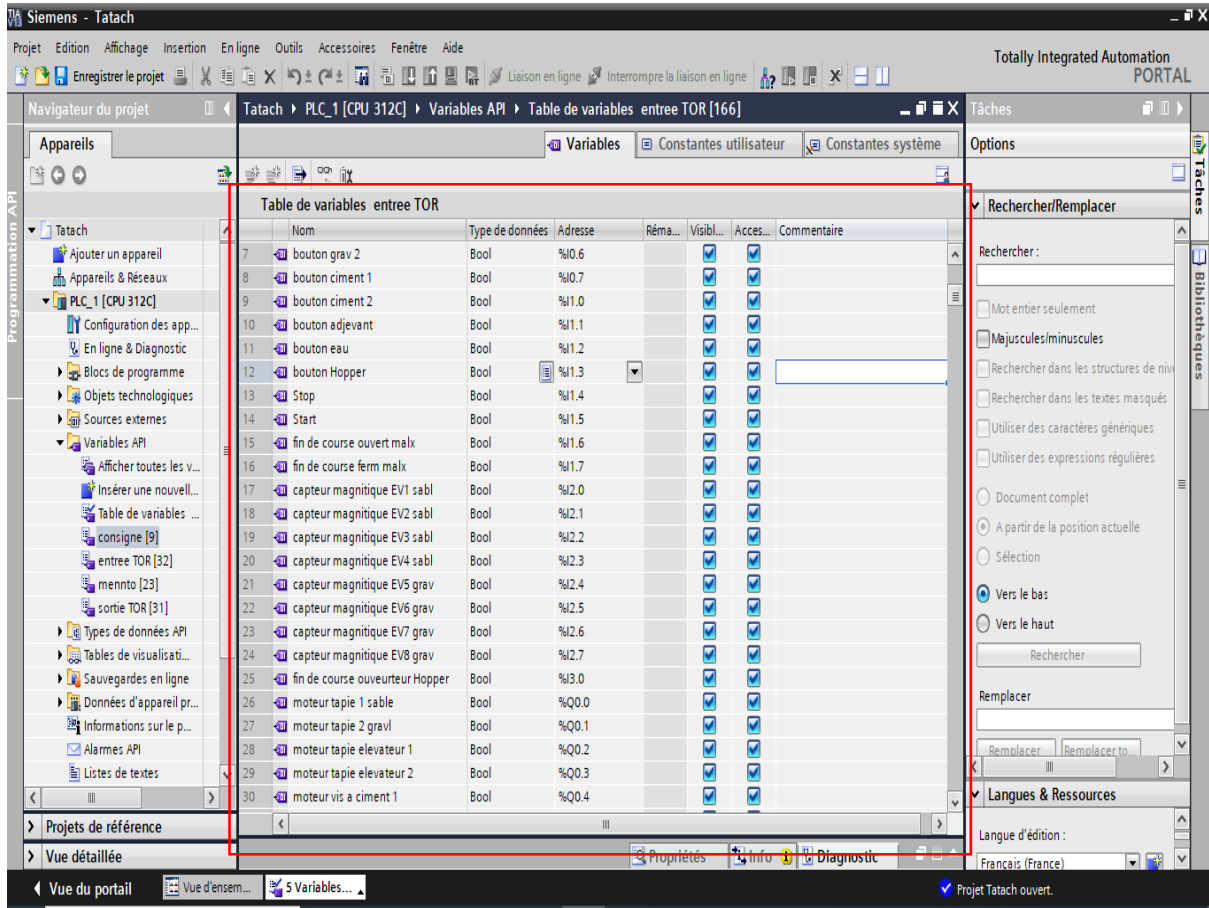 Siemens - Tatach
Projet Edition Affichage Insertion En ligne Outils Accessoires Fenêtre Aide
Totally Integrated Automation
PORTAL
Enregistrer le projet Liaison en ligne Interrompre la liaison en ligne
Navigateur du projet
Tatach PLC_1 [CPU 312C] Variables API Table de variables entree TOR [166]
Tâches
Appareils
Variables Constantes utilisateur Constantes système
Options
Programmation API
Tâches
Bibliothèques
Tatach
Ajouter un appareil
Appareils & Réseaux
PLC_1 [CPU 312C]
Configuration des app...
En ligne & Diagnostic
Blocs de programme
Objets technologiques
Sources externes
Variables API
Afficher toutes les v...
Insérer une nouvell...
Table de variables ...
consigne [9]
entree TOR [32]
mennto [23]
sortie TOR [31]
Types de données API
Tables de visualisati...
Sauvegardes en ligne
Données d'appareil pr...
Informations sur le p...
Alarmes API
Listes de textes
Projets de référence
Vue détaillée
Table de variables entree TOR
Nom Type de données Adresse Réma... Visibl... Acces... Commentaire
7 bouton grav 2 Bool %I0.6
8 bouton ciment 1 Bool %I0.7
9 bouton ciment 2 Bool %I1.0
10 bouton adjevant Bool %I1.1
11 bouton eau Bool %I1.2
12 bouton Hopper Bool %I1.3
13 Stop Bool %I1.4
14 Start Bool %I1.5
15 fin de course ouvert malx Bool %I1.6
16 fin de course ferm malx Bool %I1.7
17 capteur magnitique EV1 sabl Bool %I2.0
18 capteur magnitique EV2 sabl Bool %I2.1
19 capteur magnitique EV3 sabl Bool %I2.2
20 capteur magnitique EV4 sabl Bool %I2.3
21 capteur magnitique EV5 grav Bool %I2.4
22 capteur magnitique EV6 grav Bool %I2.5
23 capteur magnitique EV7 grav Bool %I2.6
24 capteur magnitique EV8 grav Bool %I2.7
25 fin de course ouveurteur Hopper Bool %I3.0
26 moteur tapie 1 sable Bool %Q0.0
27 moteur tapie 2 gravl Bool %Q0.1
28 moteur tapie elevateur 1 Bool %Q0.2
29 moteur tapie elevateur 2 Bool %Q0.3
30 moteur vis a ciment 1 Bool %Q0.4
Propriétés Info Diagnostic
Rechercher/Remplacer
Rechercher :
Mot entier seulement
Majuscules/minuscules
Rechercher dans les structures de niv
Rechercher dans les textes masqués
Utiliser des caractères génériques
Utiliser des expressions régulières
Document complet
A partir de la position actuelle
Sélection
Vers le bas
Vers le haut
Rechercher
Remplacer
Remplacer Remplacer to...
Langues & Ressources
Langue d'édition :
Français (France)
Vue du portail Vue d'ensem... 5 Variables... Projet Tatach ouvert.